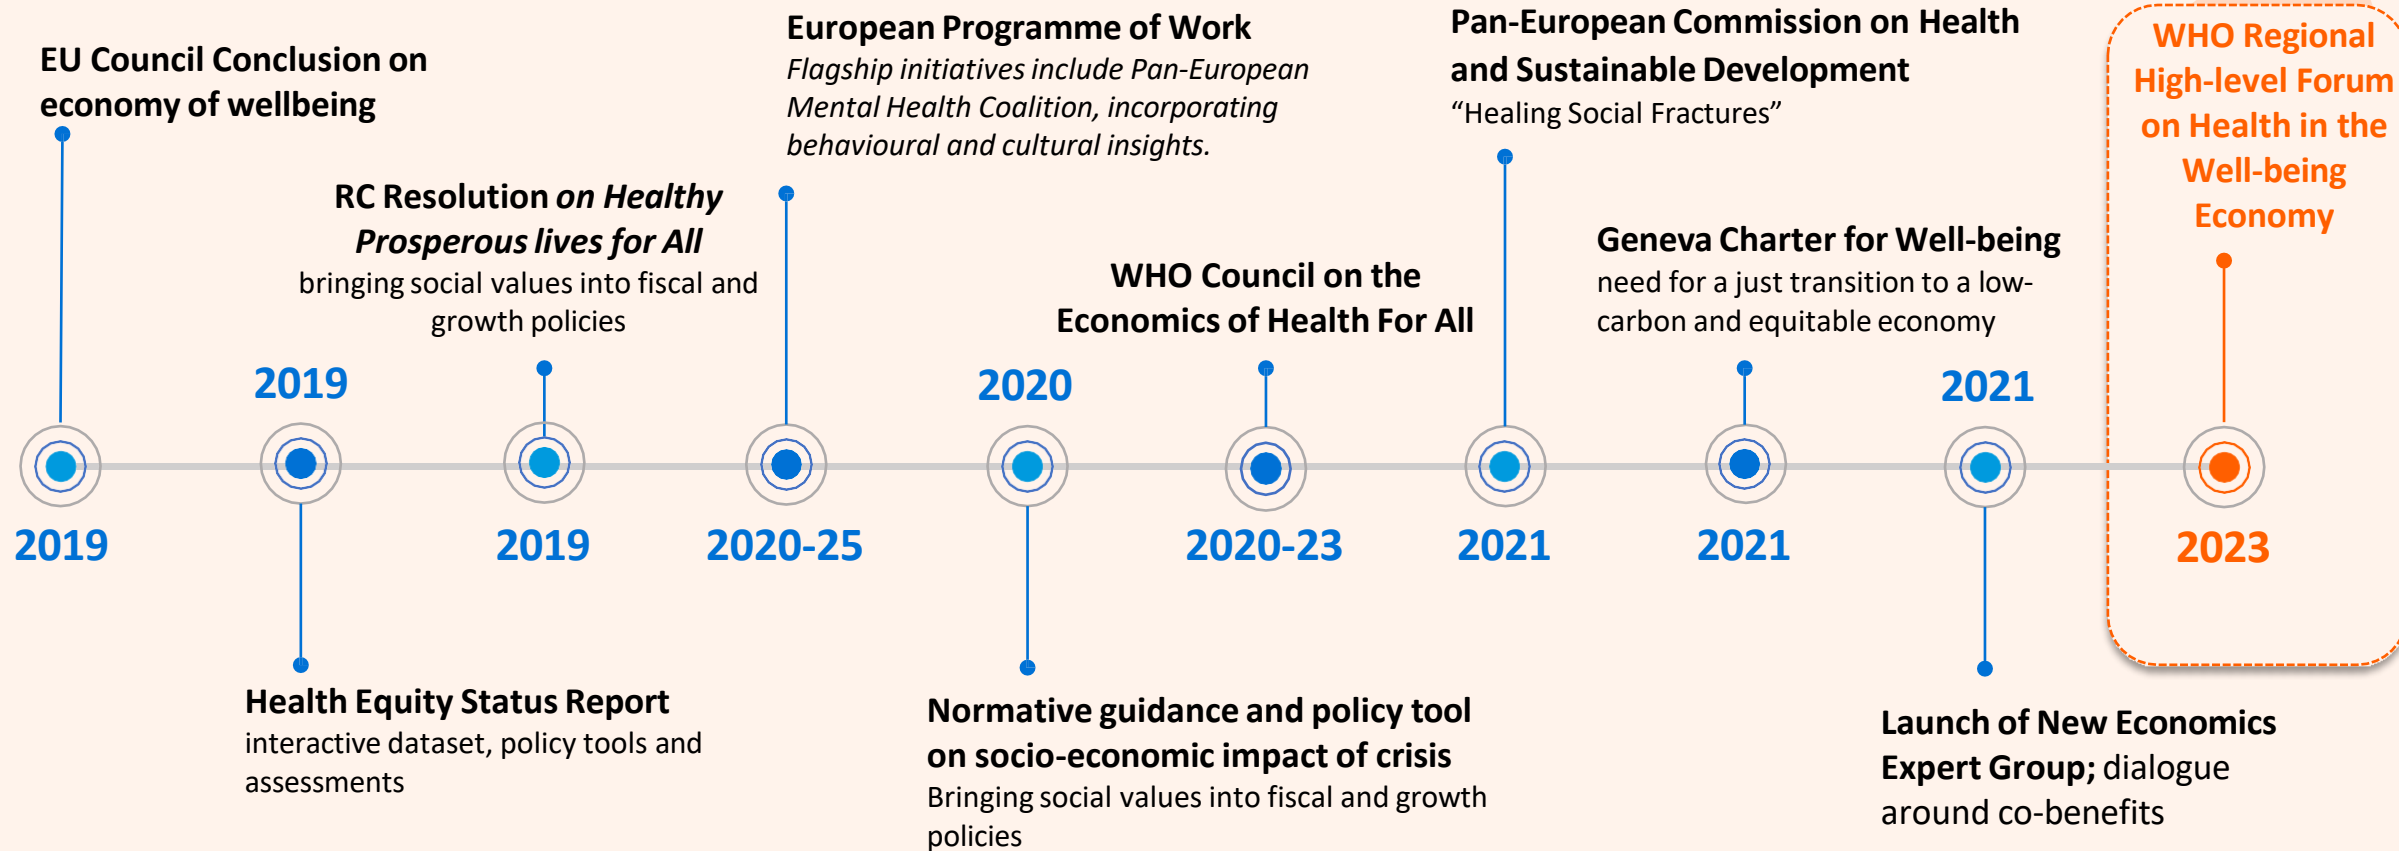 EU Council Conclusion on
economy of wellbeing
2019
2019
Health Equity Status Report
interactive dataset, policy tools and
assessments
RC Resolution on Healthy
Prosperous lives for All
bringing social values into fiscal and
growth policies
2019
European Programme of Work
Flagship initiatives include Pan-European
Mental Health Coalition, incorporating
behavioural and cultural insights.
2020-25
2020
Normative guidance and policy tool
on socio-economic impact of crisis
Bringing social values into fiscal and growth
policies
WHO Council on the
Economics of Health For All
2020-23
Pan-European Commission on Health
and Sustainable Development
“Healing Social Fractures”
2021
Geneva Charter for Well-being
need for a just transition to a low-
carbon and equitable economy
2021
2021
Launch of New Economics
Expert Group; dialogue
around co-benefits
WHO Regional
High-level Forum
on Health in the
Well-being
Economy
2023